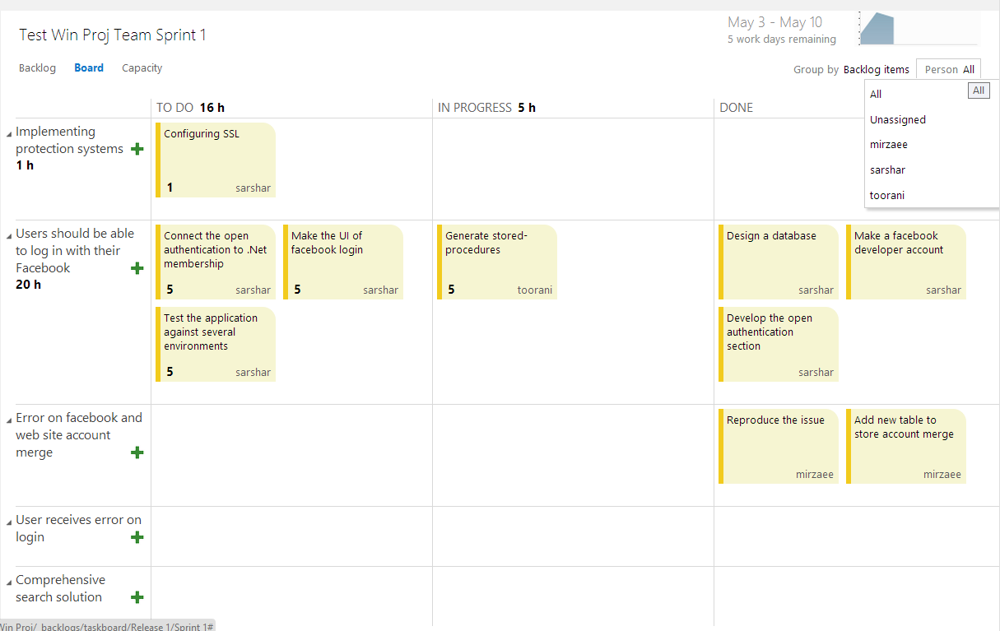 Test Win Proj Team Sprint 1
May 3 - May 10
5 work days remaining
Backlog Board Capacity
Group by Backlog items
Person All
All
All
Unassigned
mirzaee
sarshar
toorani
TO DO 16 h
IN PROGRESS 5 h
DONE
Implementing
protection systems
1 h
Configuring SSL
1 sarshar
Users should be able
to log in with their
Facebook
20 h
Connect the open
authentication to .Net
membership
5 sarshar
Make the UI of
facebook login
5 sarshar
Test the application
against several
environments
5 sarshar
Generate stored-
procedures
5 toorani
Design a database
sarshar
Make a facebook
developer account
sarshar
Develop the open
authentication
section
sarshar
Error on facebook and
web site account
merge
Reproduce the issue
mirzaee
Add new table to
store account merge
mirzaee
User receives error on
login
Comprehensive
search solution
Win Proj/_backlogs/taskboard/Release 1/Sprint 1#